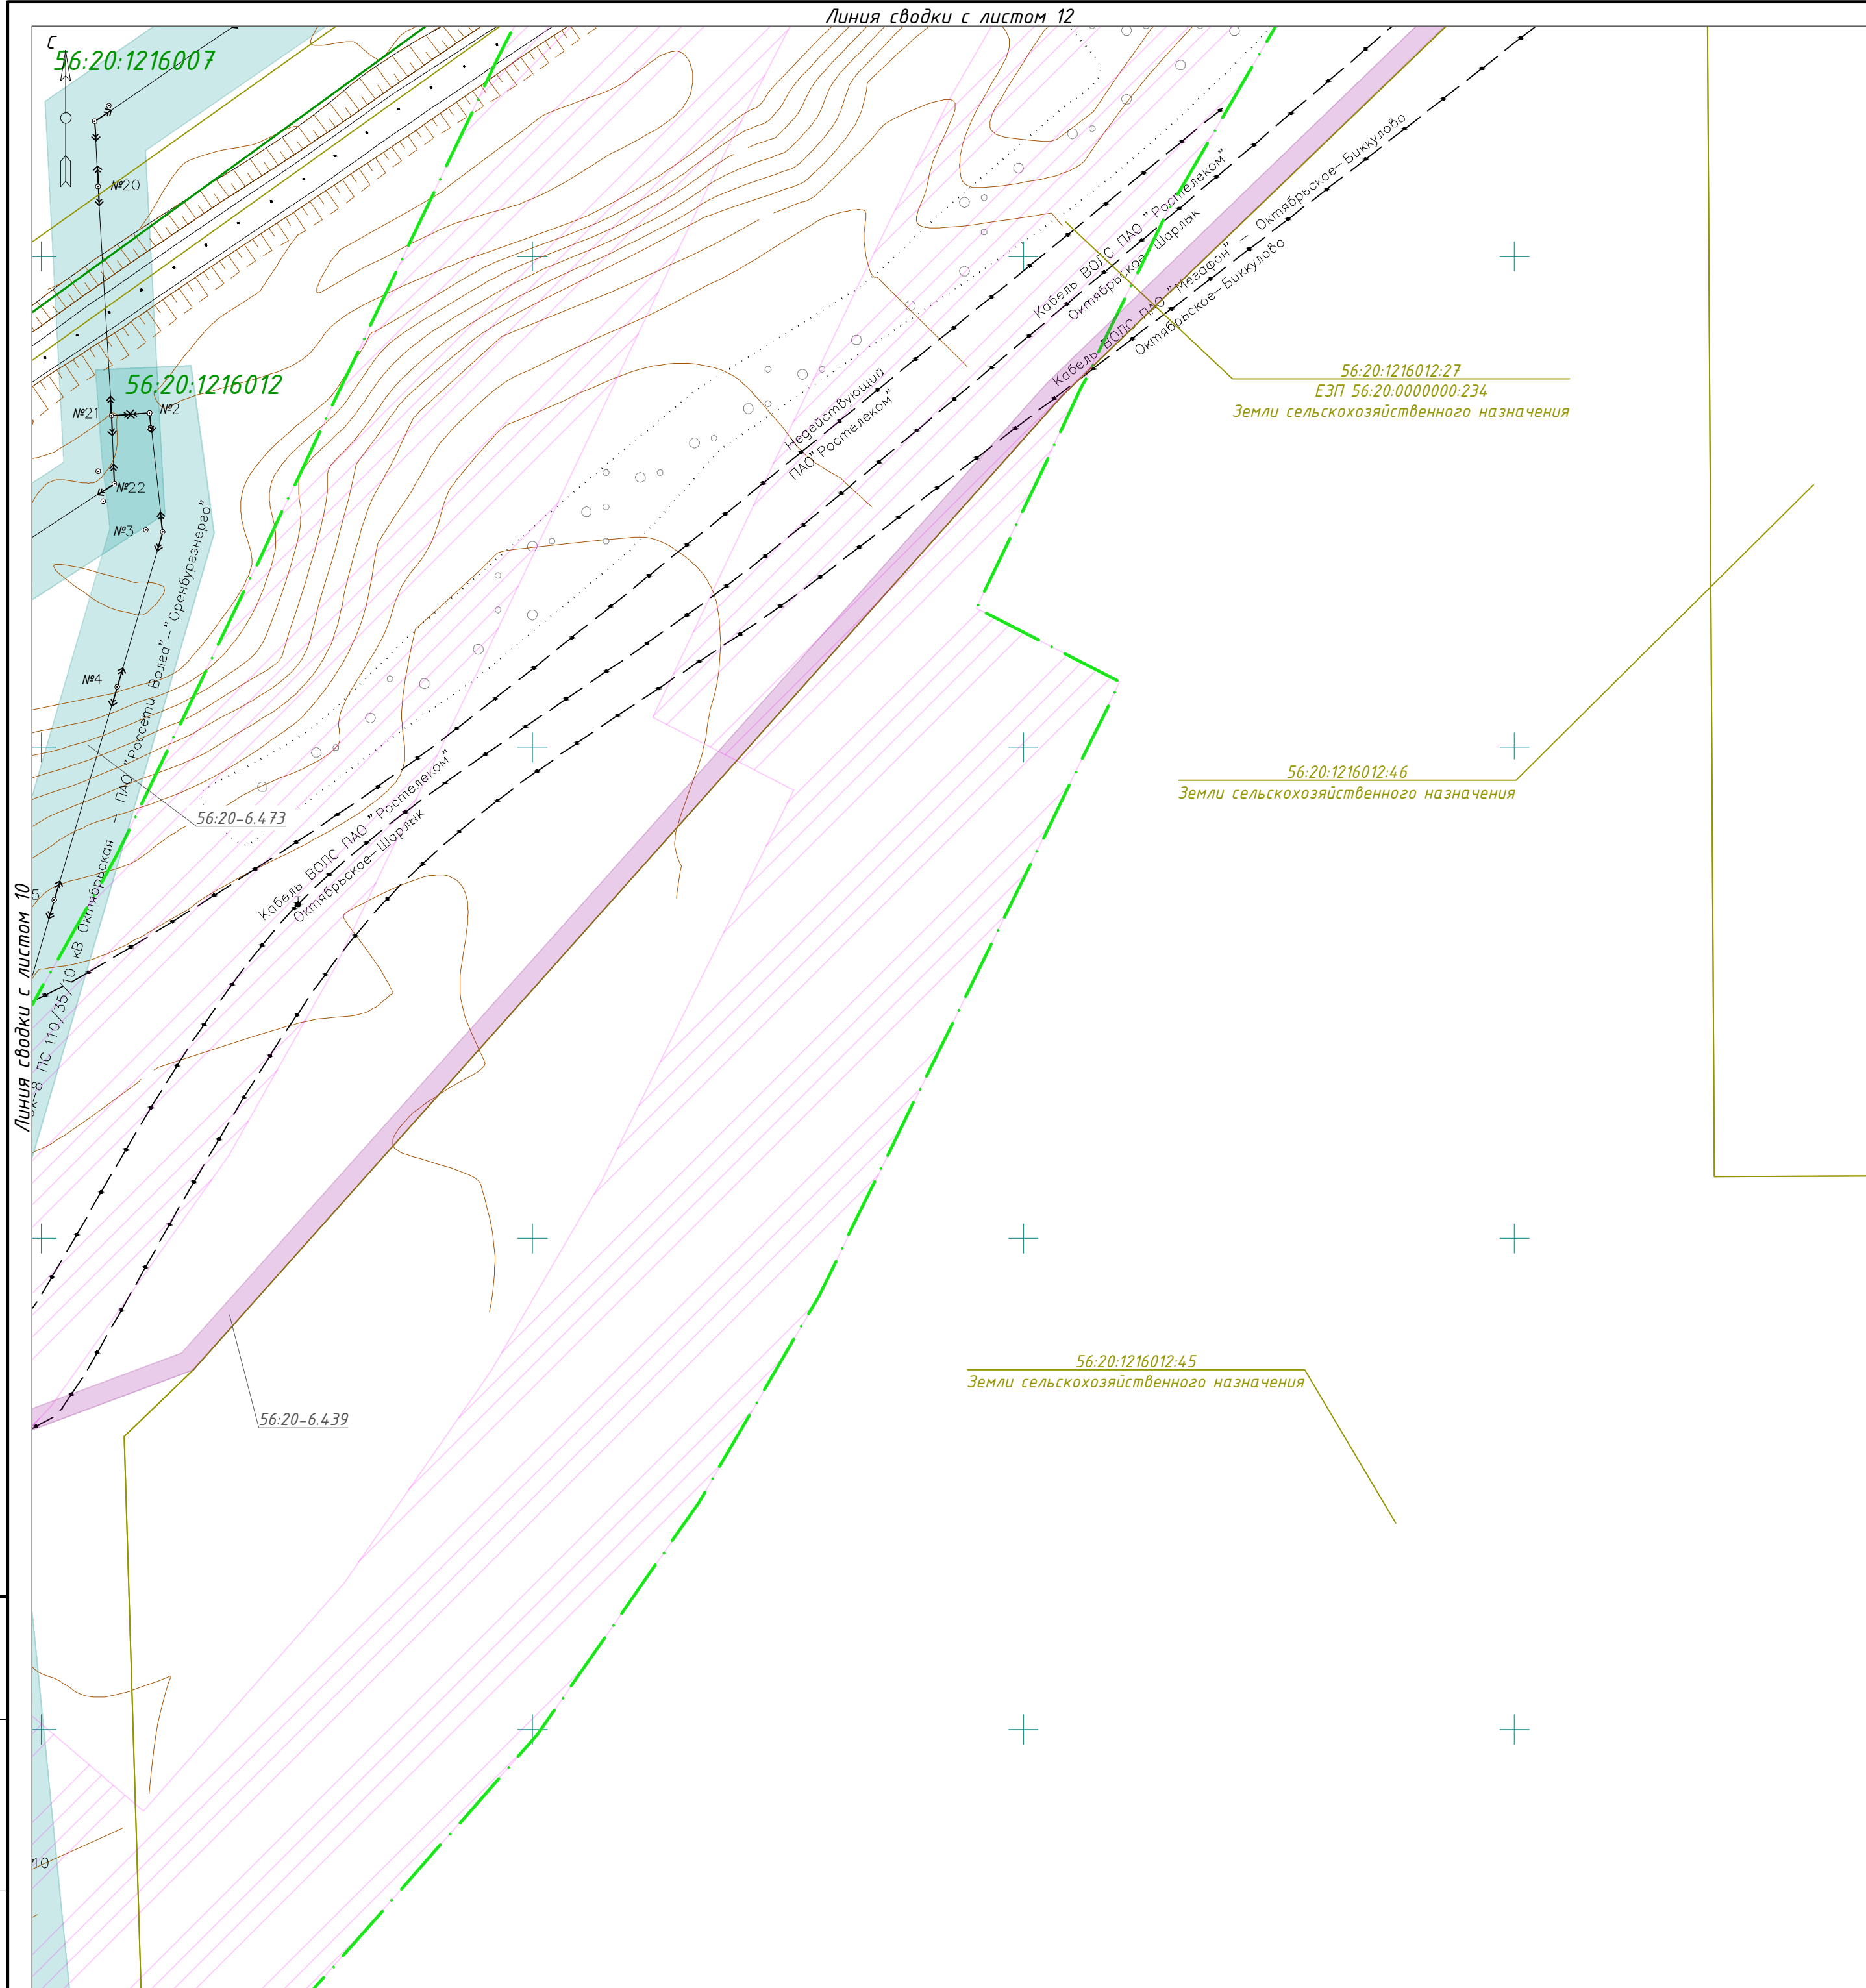 Линия сводки с листом 12
С
56:20:1216007
№20
56:20:1216012
№21
№2
№22
№3
№4
Кабель ВОЛС ПАО "Ростелеком"
Октябрьское-Шарлык
Кабель ВОЛС ПАО "Мегафон" - Октябрьское-Биккулово
Октябрьское-Биккулово
56:20:1216012:27
ЕЗП 56:20:0000000:234
Земли сельскохозяйственного назначения
Недействующий
ПАО"Ростелеком"
56:20:1216012:46
Земли сельскохозяйственного назначения
56:20-6.473
Кабель ВОЛС ПАО "Ростелеком"
Октябрьское-Шарлык
5
ПС 110/35/10 кВ Октябрьская - ПАО "Россети Волга"-"Оренбургэнерго"
Линия сводки с листом 10
56:20:1216012:45
Земли сельскохозяйственного назначения
56:20-6.439
10